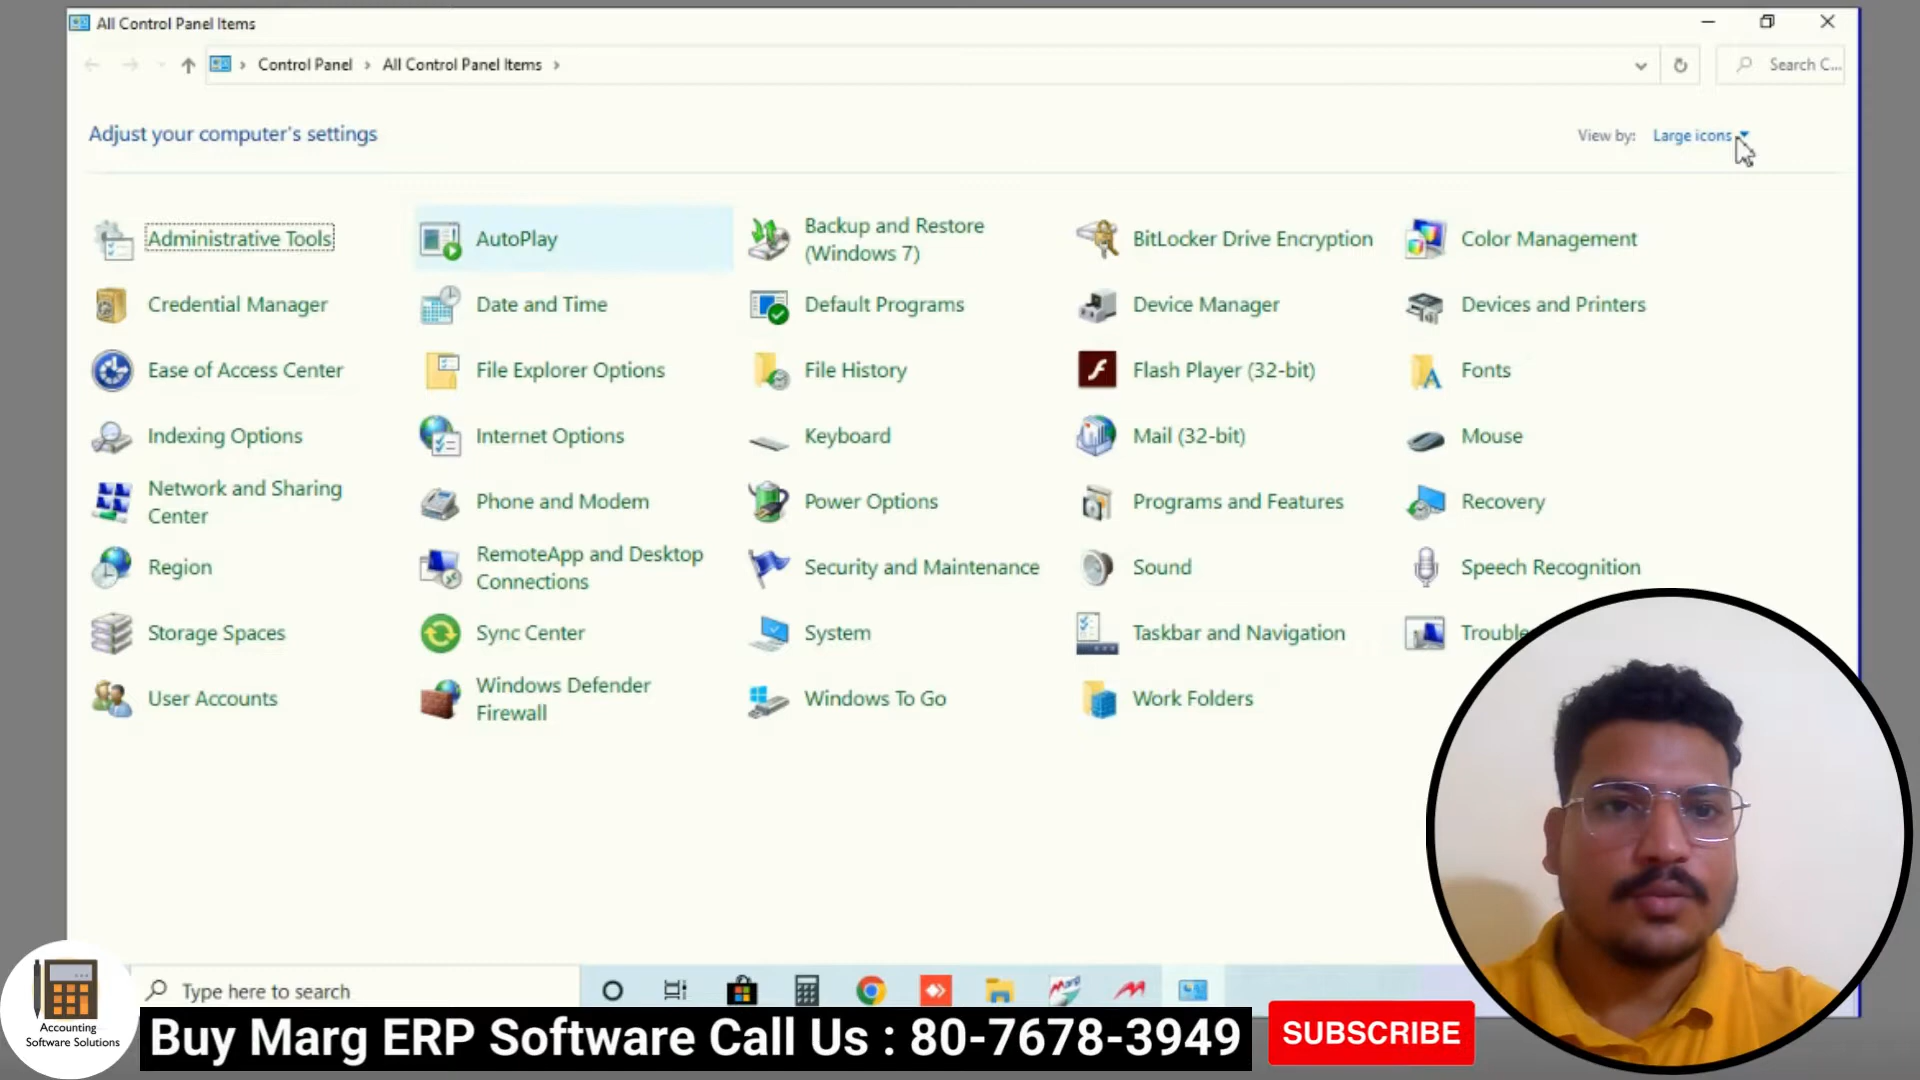 All Control Panel Items
Control Panel > All Control Panel Items >
Search C...
Adjust your computer's settings
View by: Large icons
Administrative Tools
AutoPlay
Backup and Restore
(Windows 7)
BitLocker Drive Encryption
Color Management
Credential Manager
Date and Time
Default Programs
Device Manager
Devices and Printers
Ease of Access Center
File Explorer Options
File History
Flash Player (32-bit)
Fonts
Indexing Options
Internet Options
Keyboard
Mail (32-bit)
Mouse
Network and Sharing
Center
Phone and Modem
Power Options
Programs and Features
Recovery
Region
RemoteApp and Desktop
Connections
Security and Maintenance
Sound
Speech Recognition
Storage Spaces
Sync Center
System
Taskbar and Navigation
Trouble
User Accounts
Windows Defender
Firewall
Windows To Go
Work Folders
Type here to search
Marg
Accounting
Software Solutions
Buy Marg ERP Software Call Us : 80-7678-3949
SUBSCRIBE